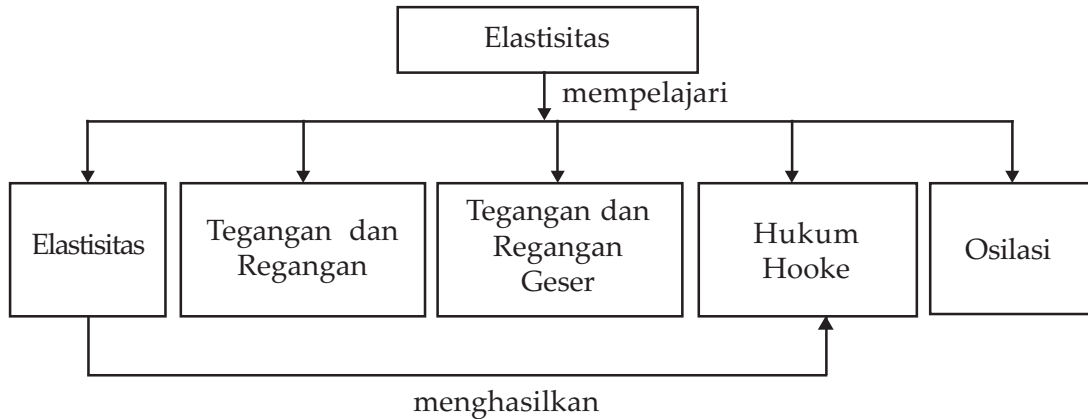 Elastisitas
mempelajari
Elastisitas
Tegangan dan
Regangan
Tegangan dan
Regangan
Geser
Hukum
Hooke
Osilasi
menghasilkan